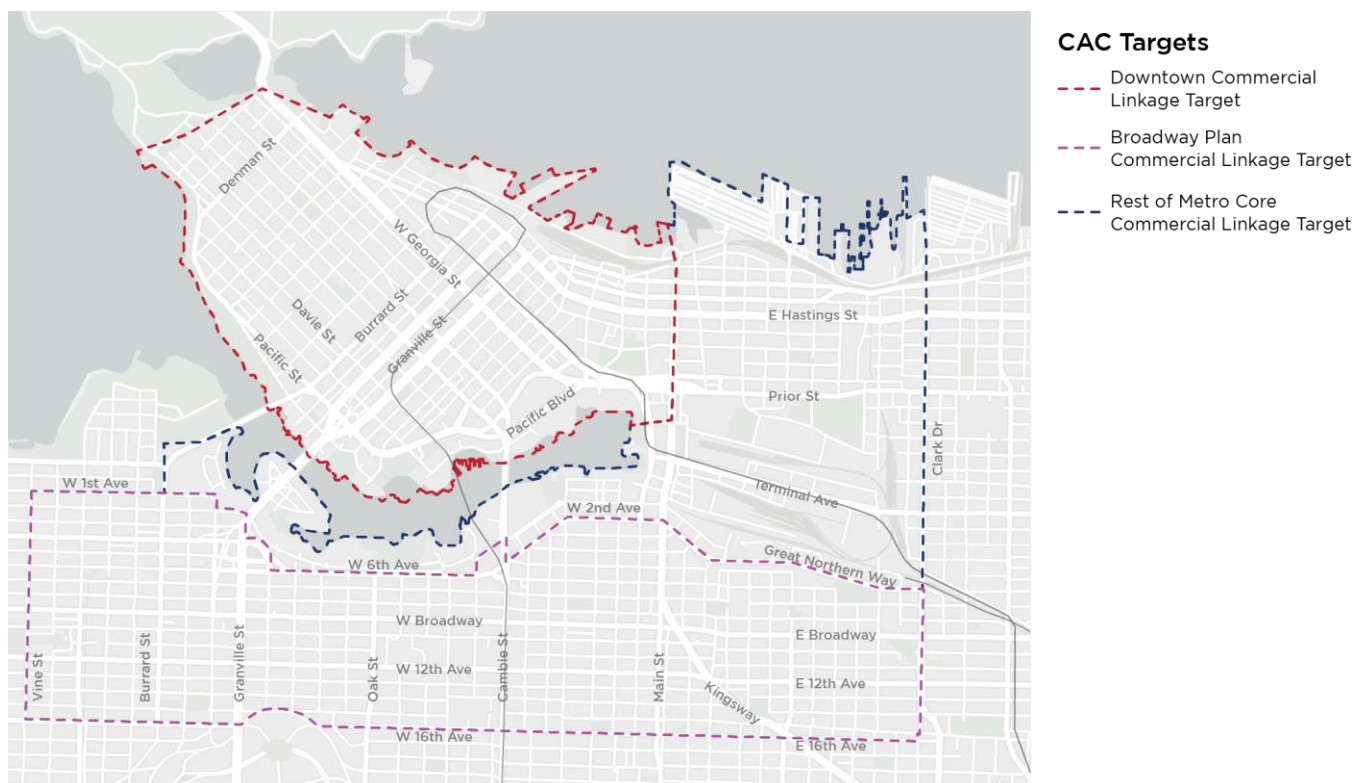 CAC Targets
Downtown Commercial
Linkage Target
Broadway Plan
Commercial Linkage Target
Rest of Metro Core
Commercial Linkage Target
Denman St
W Georgia St
Davie St
Burrard St
Granville St
E Hastings St
Pacific St
Pacific Blvd
Prior St
Clark Dr
W 1st Ave
Terminal Ave
W 2nd Ave
Great Northern Way
W 6th Ave
W Broadway
E Broadway
Vine St
Burrard St
Granville St
Oak St
W 12th Ave
Cambie St
Main St
E 12th Ave
Kingsway
W 16th Ave
E 16th Ave